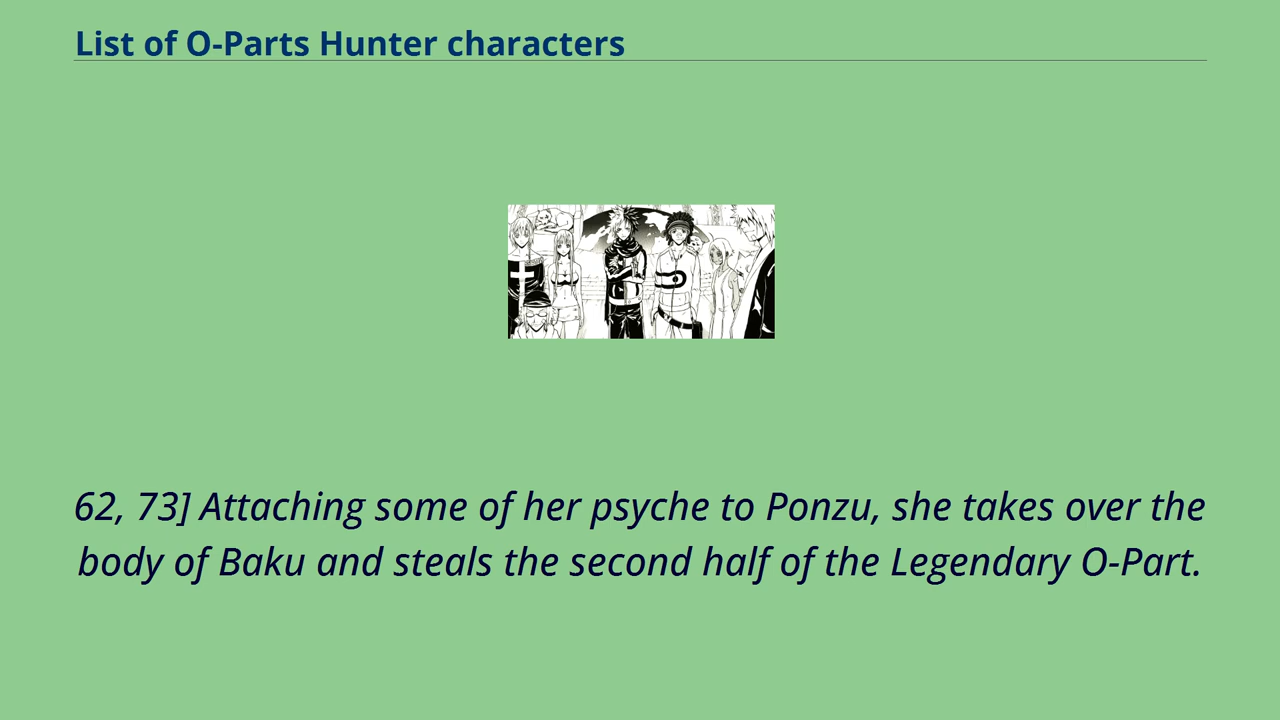 List of O-Parts Hunter characters
62, 73] Attaching some of her psyche to Ponzu, she takes over the
body of Baku and steals the second half of the Legendary O-Part.